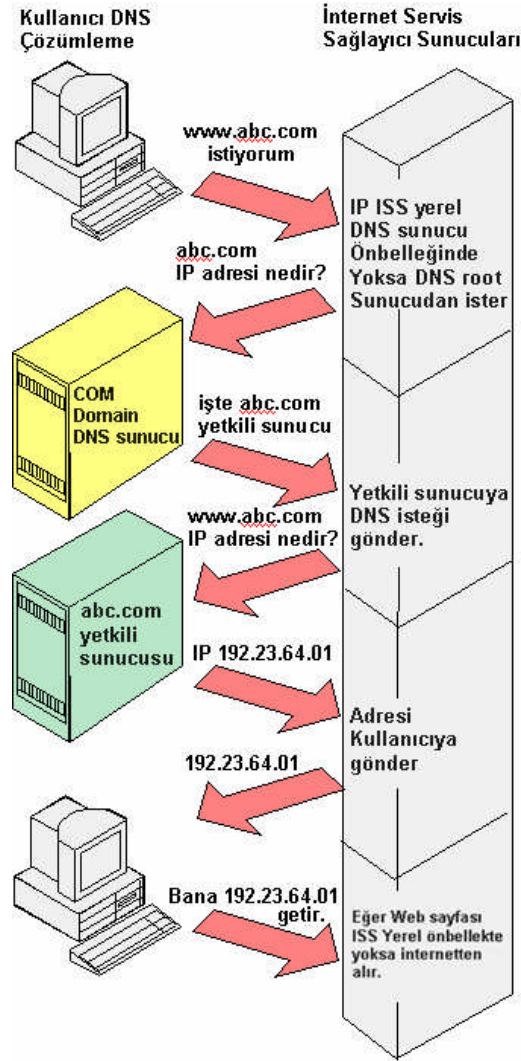 Kullanıcı DNS
Çözümleme
İnternet Servis
Sağlayıcı Sunucuları
www.abc.com
istiyorum
IP ISS yerel
DNS sunucu
Önbelleğinde
Yoksa DNS root
Sunucudan ister
abc.com
IP adresi nedir?
COM
Domain
DNS sunucu
işte abc.com
yetkili sunucu
Yetkili sunucuya
DNS isteği
gönder.
www.abc.com
IP adresi nedir?
abc.com
yetkili
sunucusu
IP 192.23.64.01
Adresi
Kullanıcıya
gönder
192.23.64.01
Bana 192.23.64.01
getir.
Eğer Web sayfası
ISS Yerel önbellekte
yoksa internetten
alır.